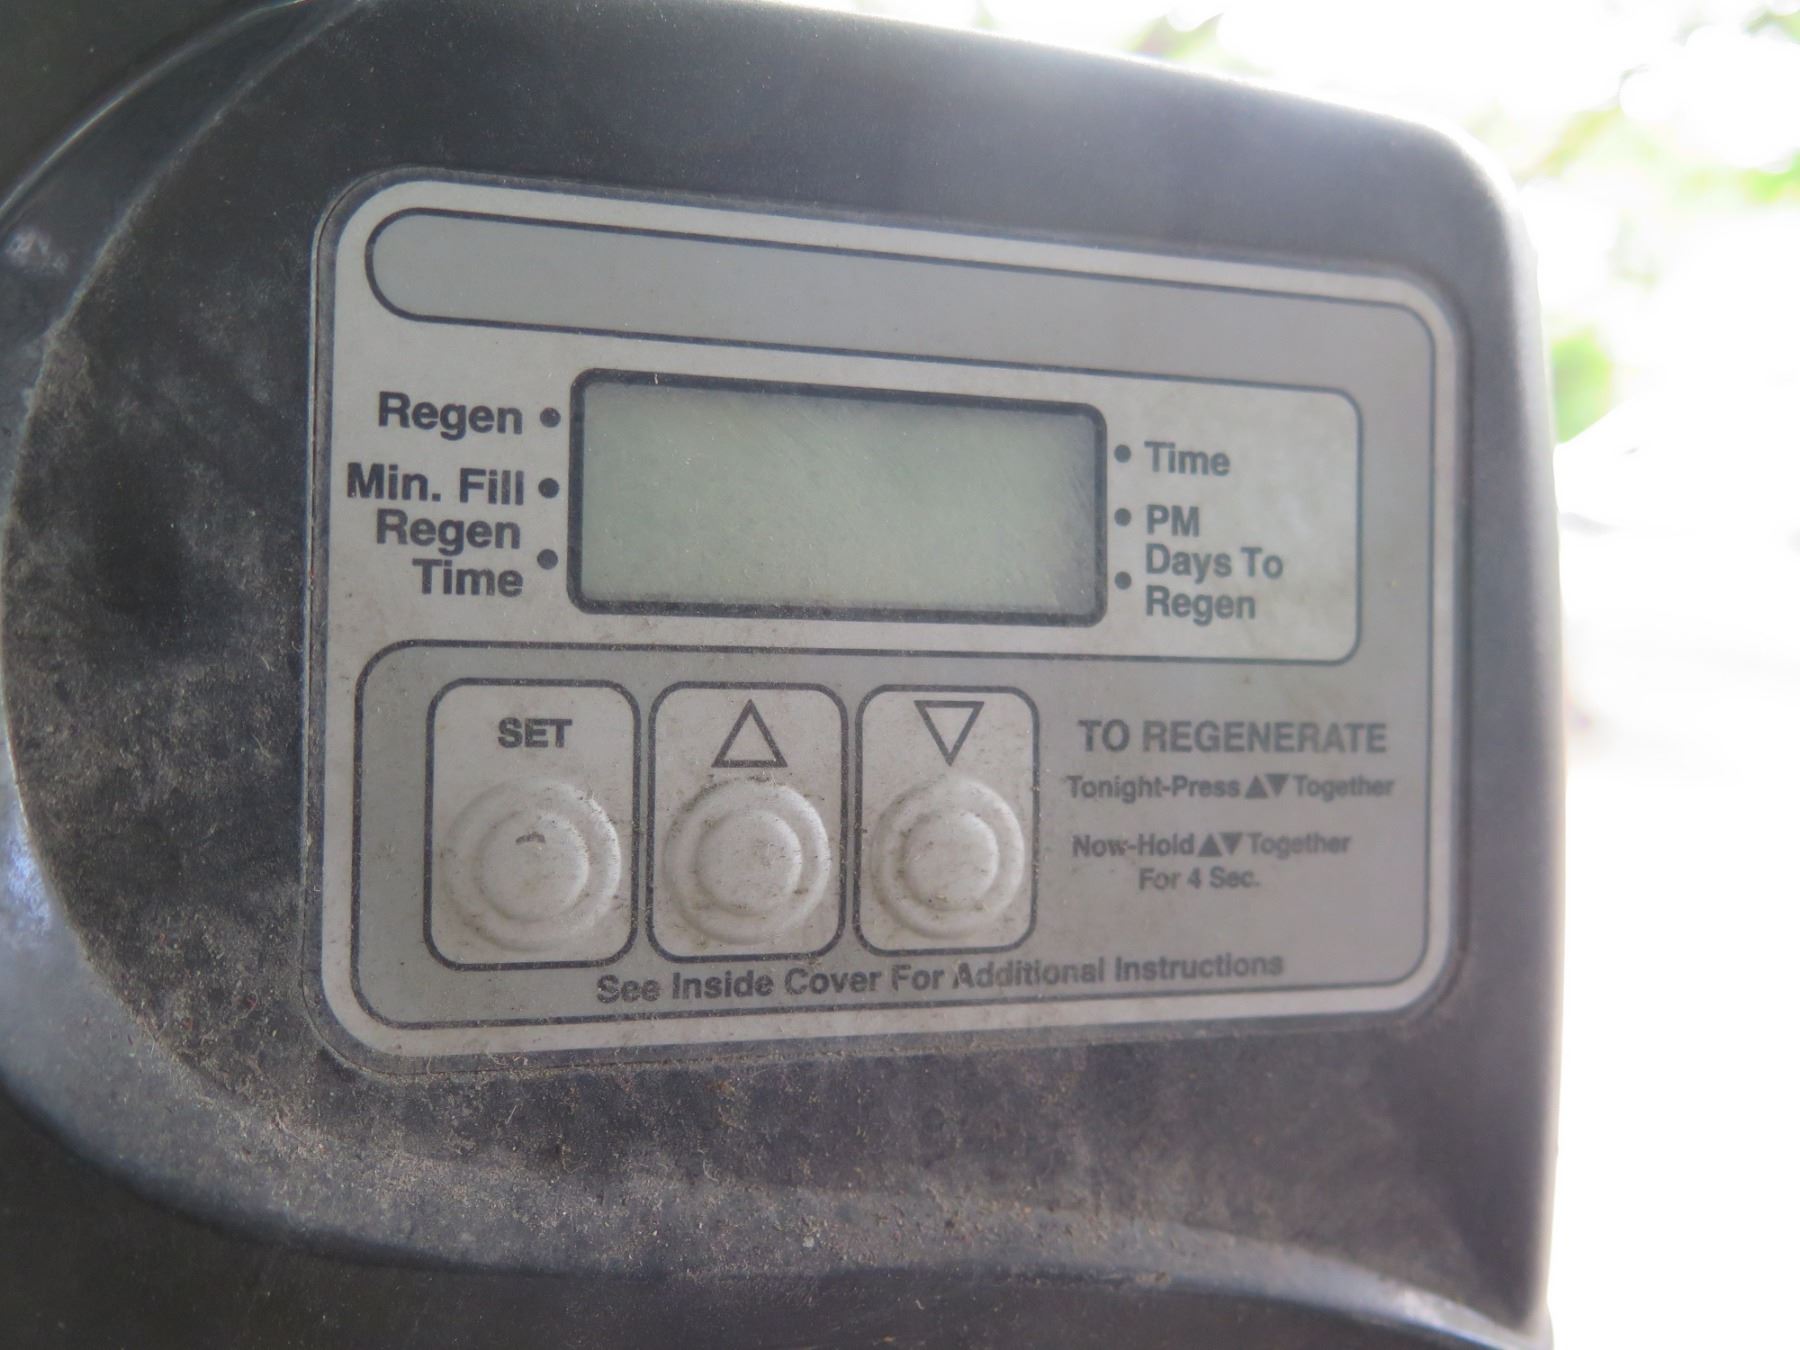 Regen •
Min. Fill •
Regen
Time •
• Time
• PM
Days To
• Regen
SET
△
▽
TO REGENERATE
Tonight-Press ▲▼ Together
Now-Hold ▲▼ Together
For 4 Sec.
See Inside Cover For Additional Instructions